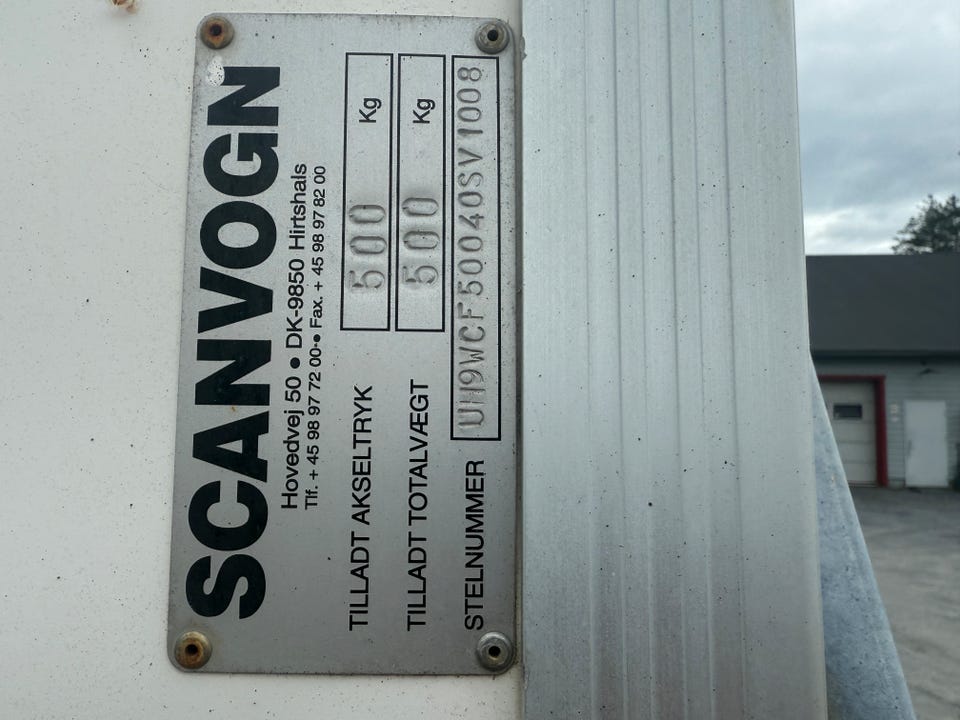 SCANVOGN
Hovedvej 50 • DK-9850 Hirtshals
Tlf. + 45 98 97 72 00 • Fax. + 45 98 97 82 00
TILLADT AKSELTRYK 500 Kg
TILLADT TOTALVÆGT 500 Kg
STELNUMMER UH9WCF50040SV1008